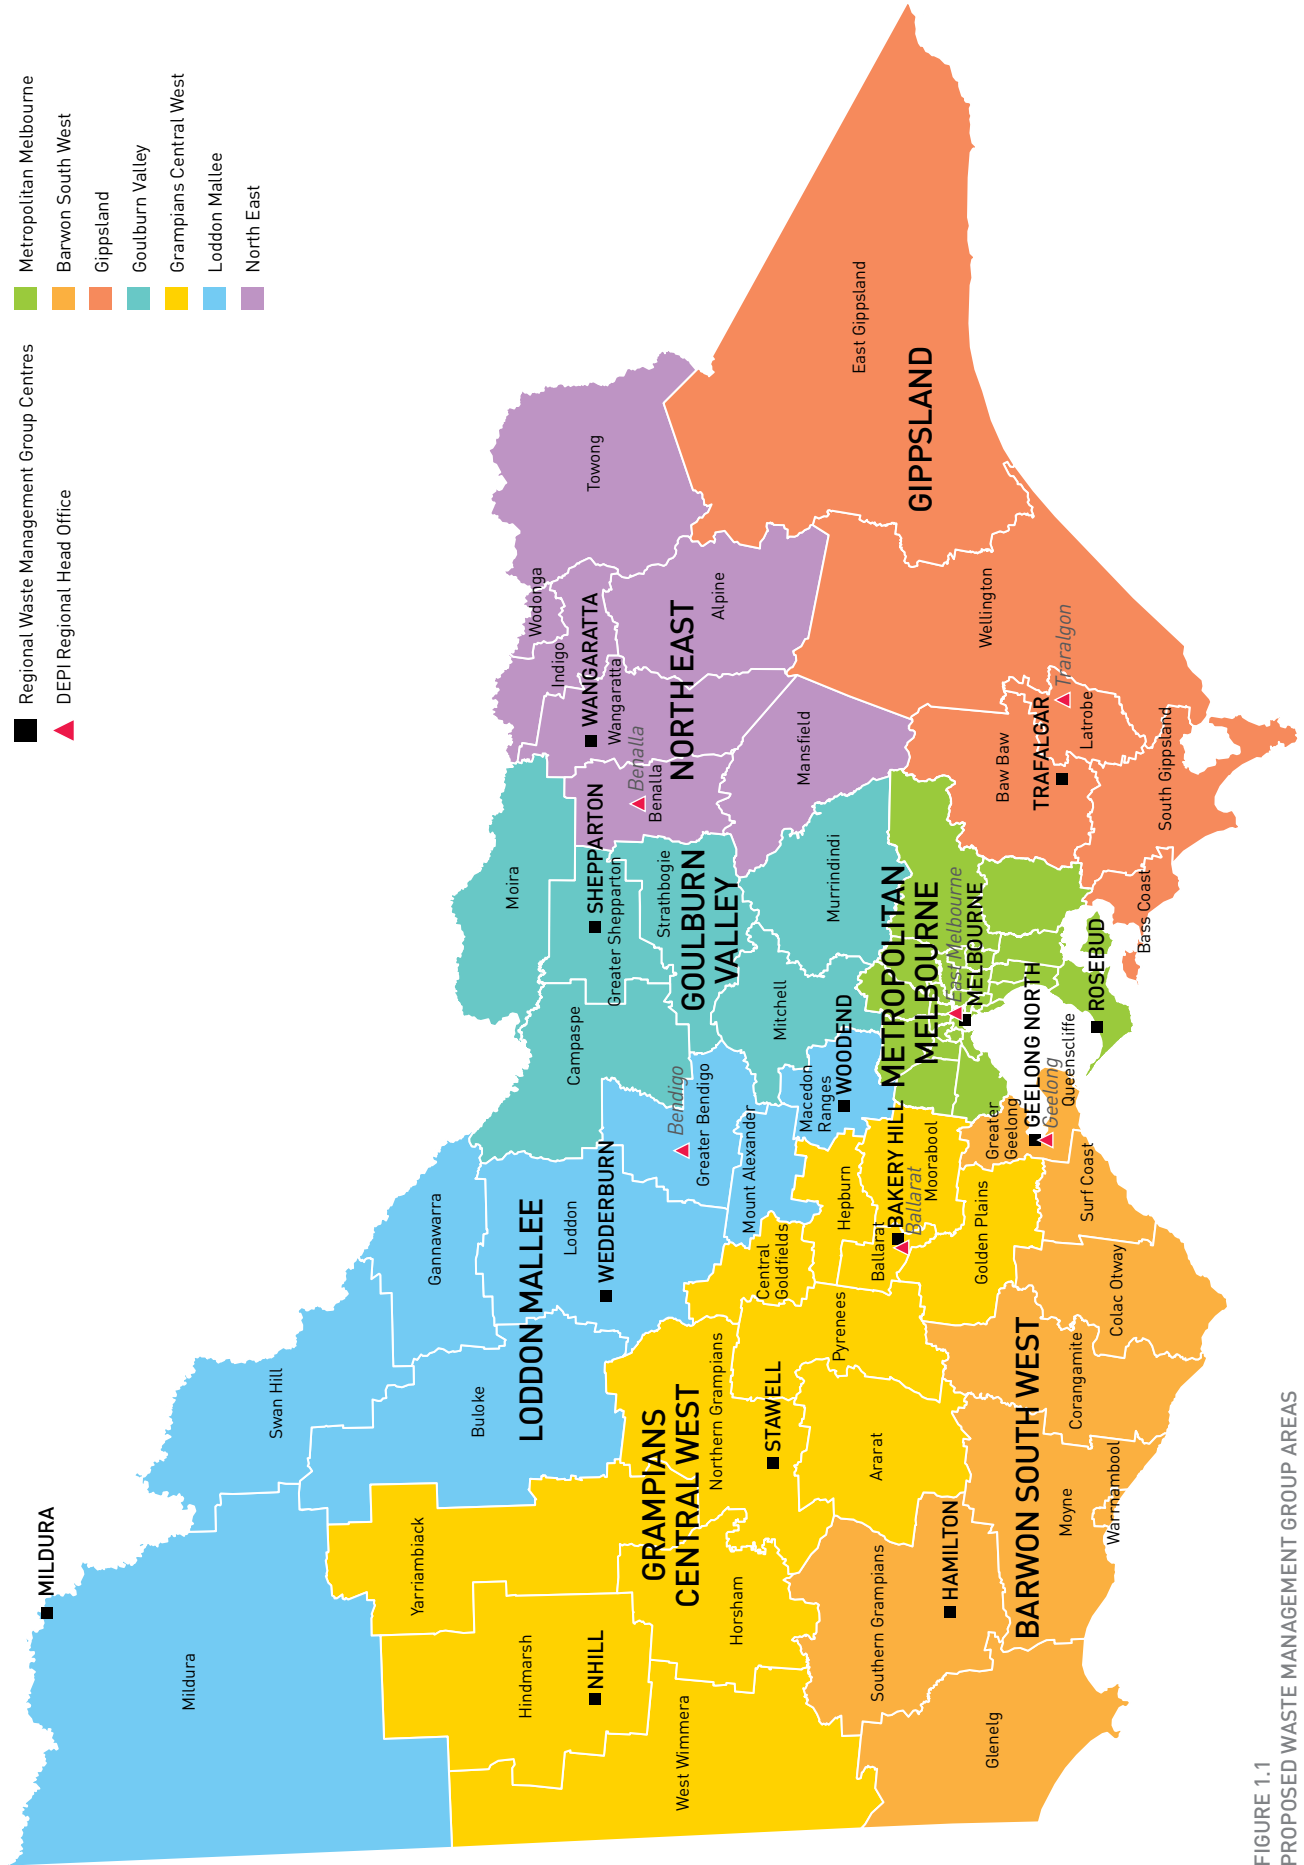 Regional Waste Management Group Centres
DEPI Regional Head Office
Metropolitan Melbourne
Barwon South West
Gippsland
Goulburn Valley
Grampians Central West
Loddon Mallee
North East
MILDURA
Mildura
Swan Hill
Gannawarra
Buloke
LODDON MALLEE
Loddon
WEDDERBURN
Bendigo
Greater Bendigo
Mount Alexander
Macedon
Ranges
WOODEND
Yarriambiack
Hindmarsh
NHILL
West Wimmera
Horsham
GRAMPIANS
CENTRAL WEST
Northern Grampians
STAWELL
Ararat
Pyrenees
Central
Goldfields
Hepburn
Ballarat
BAKERY HILL
Ballarat
Moorabool
Golden Plains
Southern Grampians
HAMILTON
Glenelg
BARWON SOUTH WEST
Moyne
Warrnambool
Corangamite
Colac Otway
Surf Coast
Greater
Geelong
GEELONG NORTH
Geelong
Queenscliffe
Campaspe
Moira
SHEPPARTON
Greater Shepparton
Strathbogie
GOULBURN
VALLEY
Mitchell
Murrindindi
METROPOLITAN
MELBOURNE
East Melbourne
MELBOURNE
ROSEBUD
Towong
Wodonga
Indigo
WANGARATTA
Wangaratta
Benalla
Benalla
NORTH EAST
Alpine
Mansfield
East Gippsland
GIPPSLAND
Wellington
Traralgon
Latrobe
TRAFALGAR
Baw Baw
South Gippsland
Bass Coast
FIGURE 1.1
PROPOSED WASTE MANAGEMENT GROUP AREAS